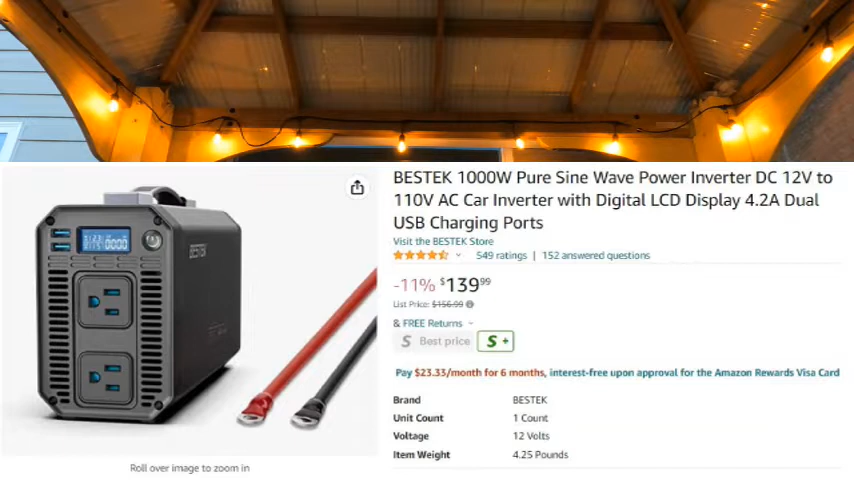 BESTEK
BESTEK 1000W Pure Sine Wave Power Inverter DC 12V to
110V AC Car Inverter with Digital LCD Display 4.2A Dual
USB Charging Ports
Visit the BESTEK Store
549 ratings | 152 answered questions
-11% $139⁹⁹
List Price: $156.99
& FREE Returns
S Best price S +
Pay $23.33/month for 6 months, interest-free upon approval for the Amazon Rewards Visa Card
Brand BESTEK
Unit Count 1 Count
Voltage 12 Volts
Item Weight 4.25 Pounds
Roll over image to zoom in